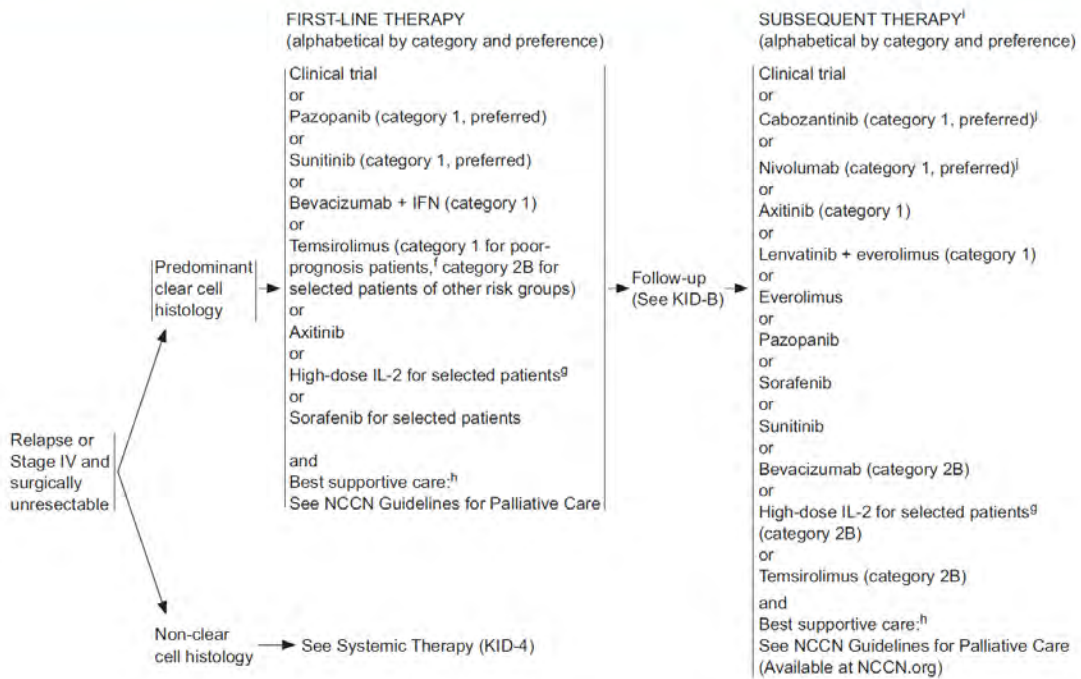 FIRST-LINE THERAPY
(alphabetical by category and preference)
Clinical trial
or
Pazopanib (category 1, preferred)
or
Sunitinib (category 1, preferred)
or
Bevacizumab + IFN (category 1)
or
Temsirolimus (category 1 for poor-
prognosis patients,f category 2B for
selected patients of other risk groups)
or
Axitinib
or
High-dose IL-2 for selected patientsg
or
Sorafenib for selected patients
and
Best supportive care:h
See NCCN Guidelines for Palliative Care
SUBSEQUENT THERAPYi
(alphabetical by category and preference)
Clinical trial
or
Cabozantinib (category 1, preferred)j
or
Nivolumab (category 1, preferred)j
or
Axitinib (category 1)
or
Lenvatinib + everolimus (category 1)
or
Everolimus
or
Pazopanib
or
Sorafenib
or
Sunitinib
or
Bevacizumab (category 2B)
or
High-dose IL-2 for selected patientsg
(category 2B)
or
Temsirolimus (category 2B)
and
Best supportive care:h
See NCCN Guidelines for Palliative Care
(Available at NCCN.org)
Predominant
clear cell
histology
Follow-up
(See KID-B)
Relapse or
Stage IV and
surgically
unresectable
Non-clear
cell histology
See Systemic Therapy (KID-4)